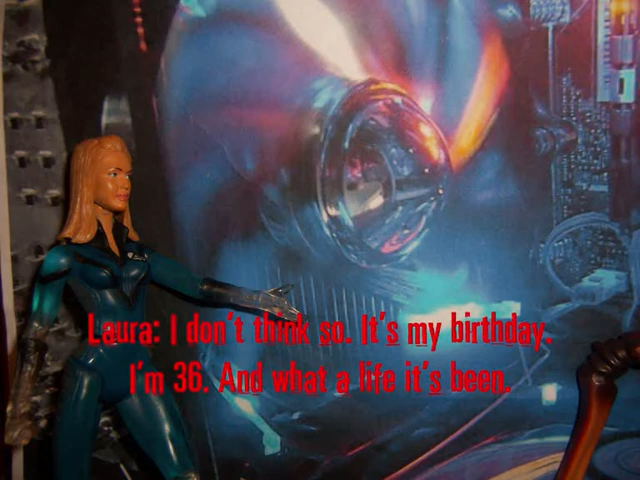 Laura: I don't think so. It's my birthday.
I'm 36. And what a life it's been.